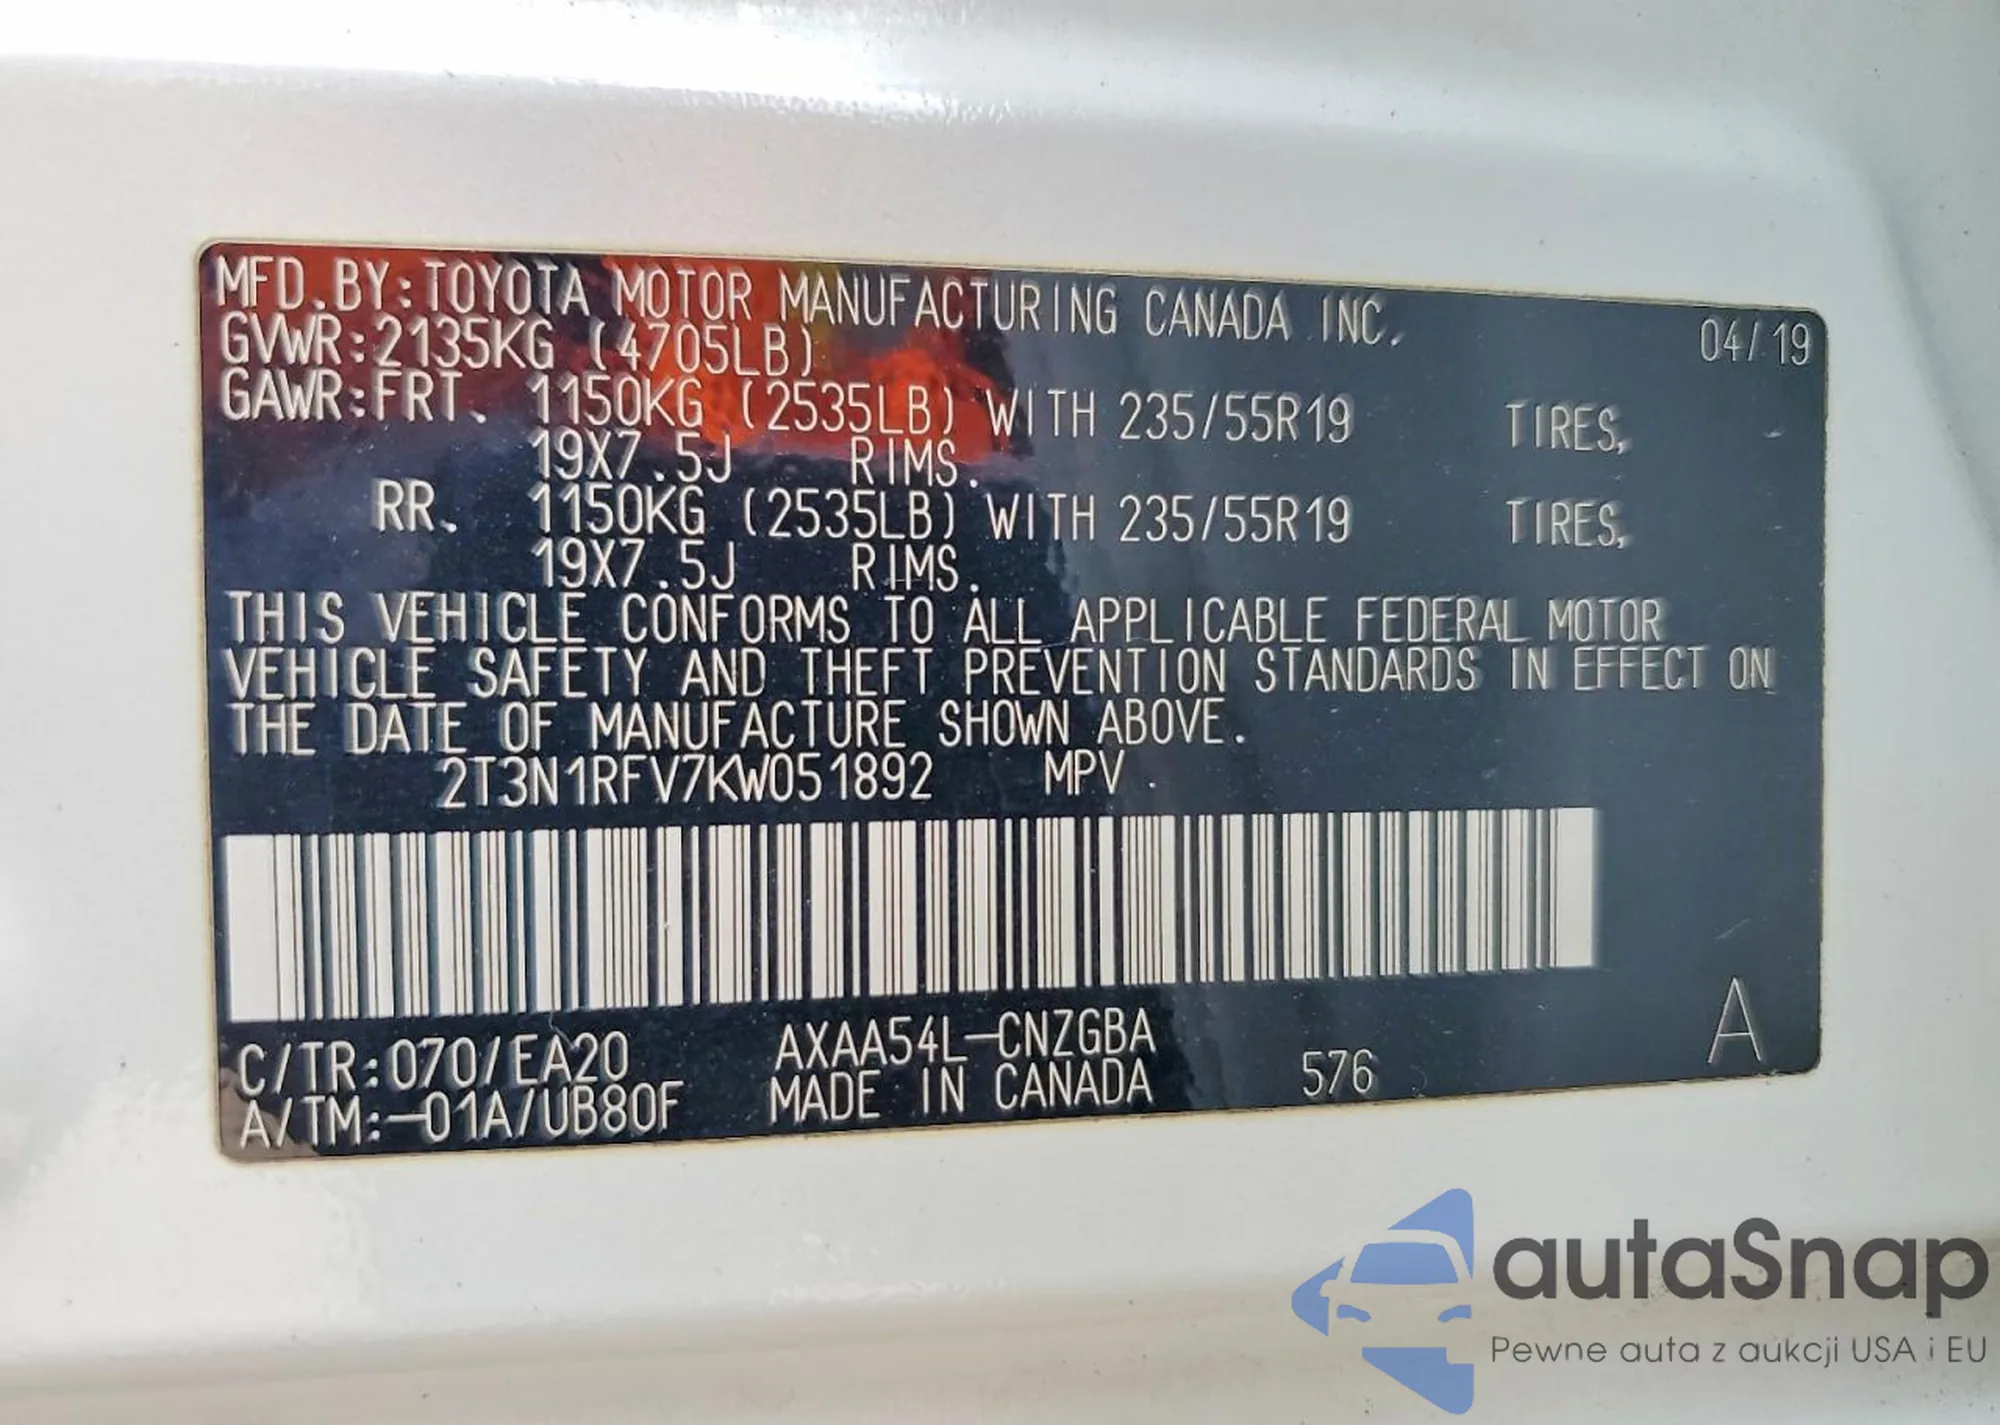 MFD.BY:TOYOTA MOTOR MANUFACTURING CANADA INC. 04/19
GVWR:2135KG (4705LB)
GAWR:FRT. 1150KG (2535LB) WITH 235/55R19 TIRES,
19X7.5J RIMS.
RR. 1150KG (2535LB) WITH 235/55R19 TIRES,
19X7.5J RIMS.
THIS VEHICLE CONFORMS TO ALL APPLICABLE FEDERAL MOTOR
VEHICLE SAFETY AND THEFT PREVENTION STANDARDS IN EFFECT ON
THE DATE OF MANUFACTURE SHOWN ABOVE.
2T3N1RFV7KW051892 MPV.
C/TR:070/EA20 AXAA54L-CNZGBA
A/TM:-01A/UB80F MADE IN CANADA 576 A
autaSnap
Pewne auta z aukcji USA i EU